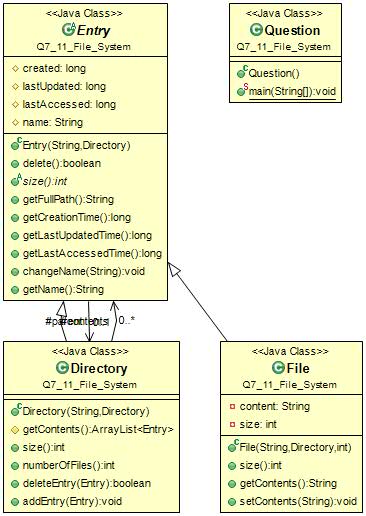 <<Java Class>>
Entry
Q7_11_File_System
created: long
lastUpdated: long
lastAccessed: long
name: String
Entry(String,Directory)
delete():boolean
size():int
getFullPath():String
getCreationTime():long
getLastUpdatedTime():long
getLastAccessedTime():long
changeName(String):void
getName():String
<<Java Class>>
Question
Q7_11_File_System
Question()
main(String[]):void
#parent
#contents
0..1
0..*
<<Java Class>>
Directory
Q7_11_File_System
Directory(String,Directory)
getContents():ArrayList<Entry>
size():int
numberOfFiles():int
deleteEntry(Entry):boolean
addEntry(Entry):void
<<Java Class>>
File
Q7_11_File_System
content: String
size: int
File(String,Directory,int)
size():int
getContents():String
setContents(String):void